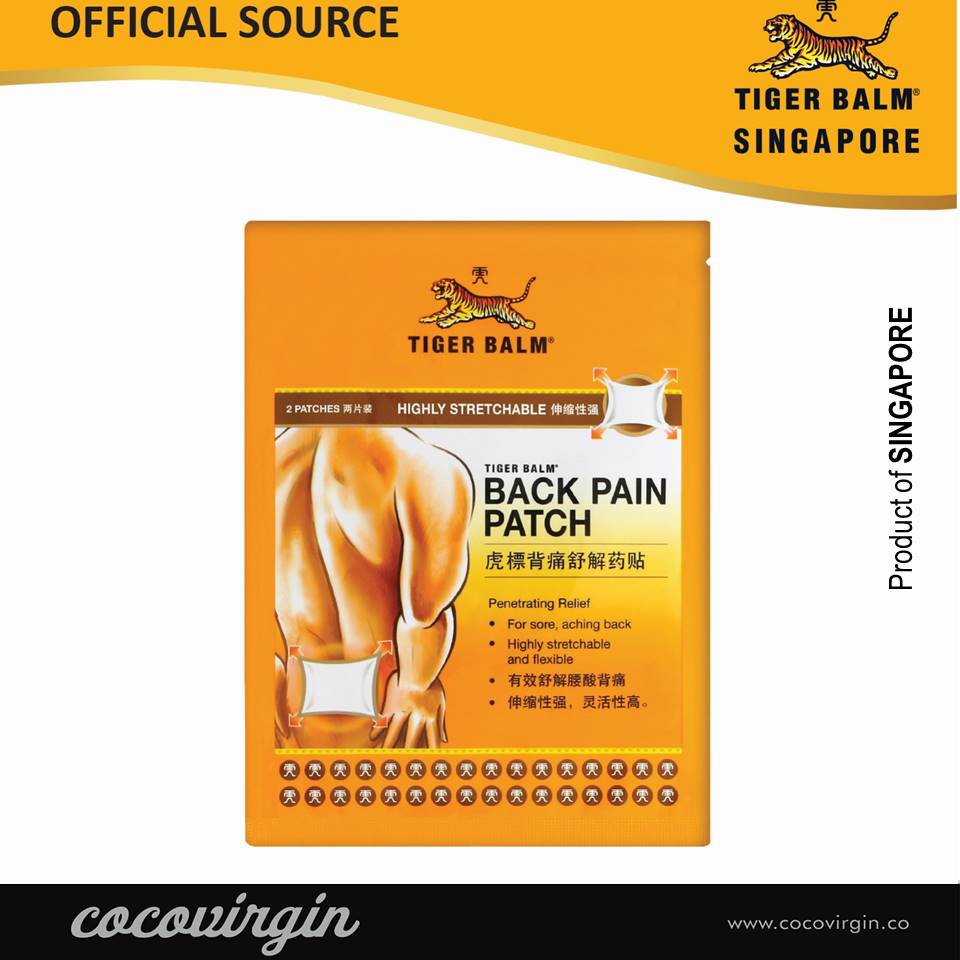 OFFICIAL SOURCE
TIGER BALM®
SINGAPORE
TIGER BALM®
2 PATCHES 两片装
HIGHLY STRETCHABLE 伸缩性强
TIGER BALM®
BACK PAIN
PATCH
虎標背痛舒解药贴
Penetrating Relief
• For sore, aching back
• Highly stretchable
and flexible
• 有效舒解腰酸背痛
• 伸缩性强，灵活性高。
Product of SINGAPORE
cocovirgin
www.cocovirgin.co